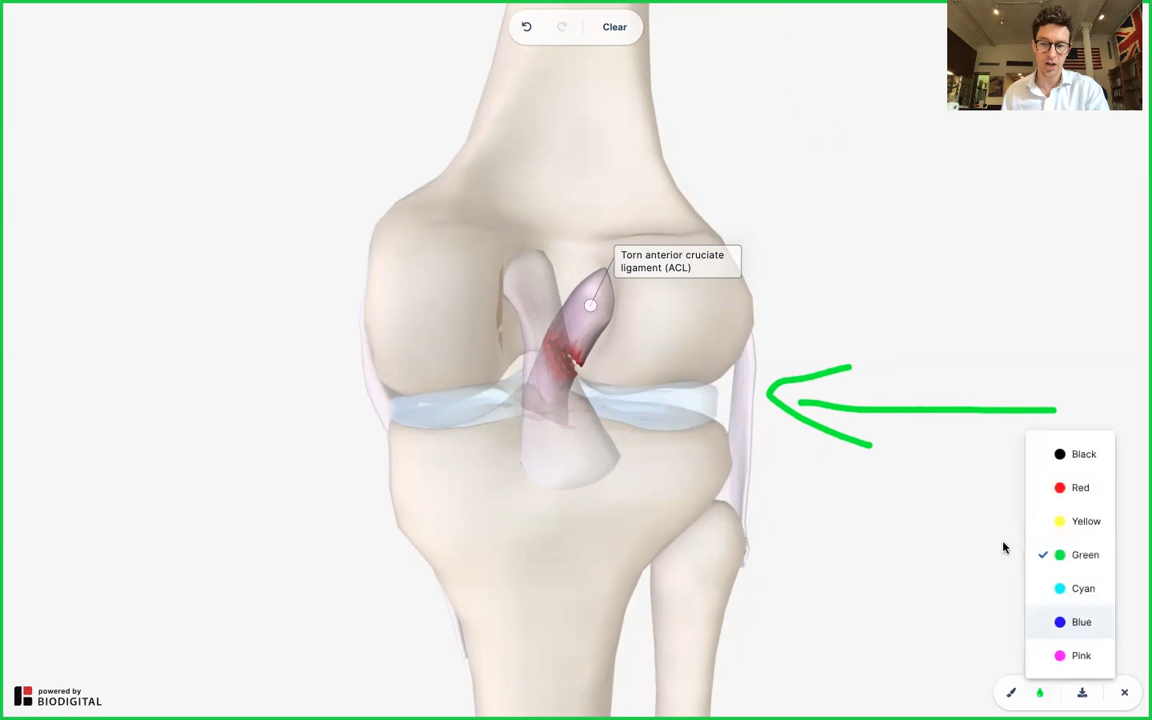 Clear
Torn anterior cruciate
ligament (ACL)
Black
Red
Yellow
Green
Cyan
Blue
Pink
powered by
BIODIGITAL